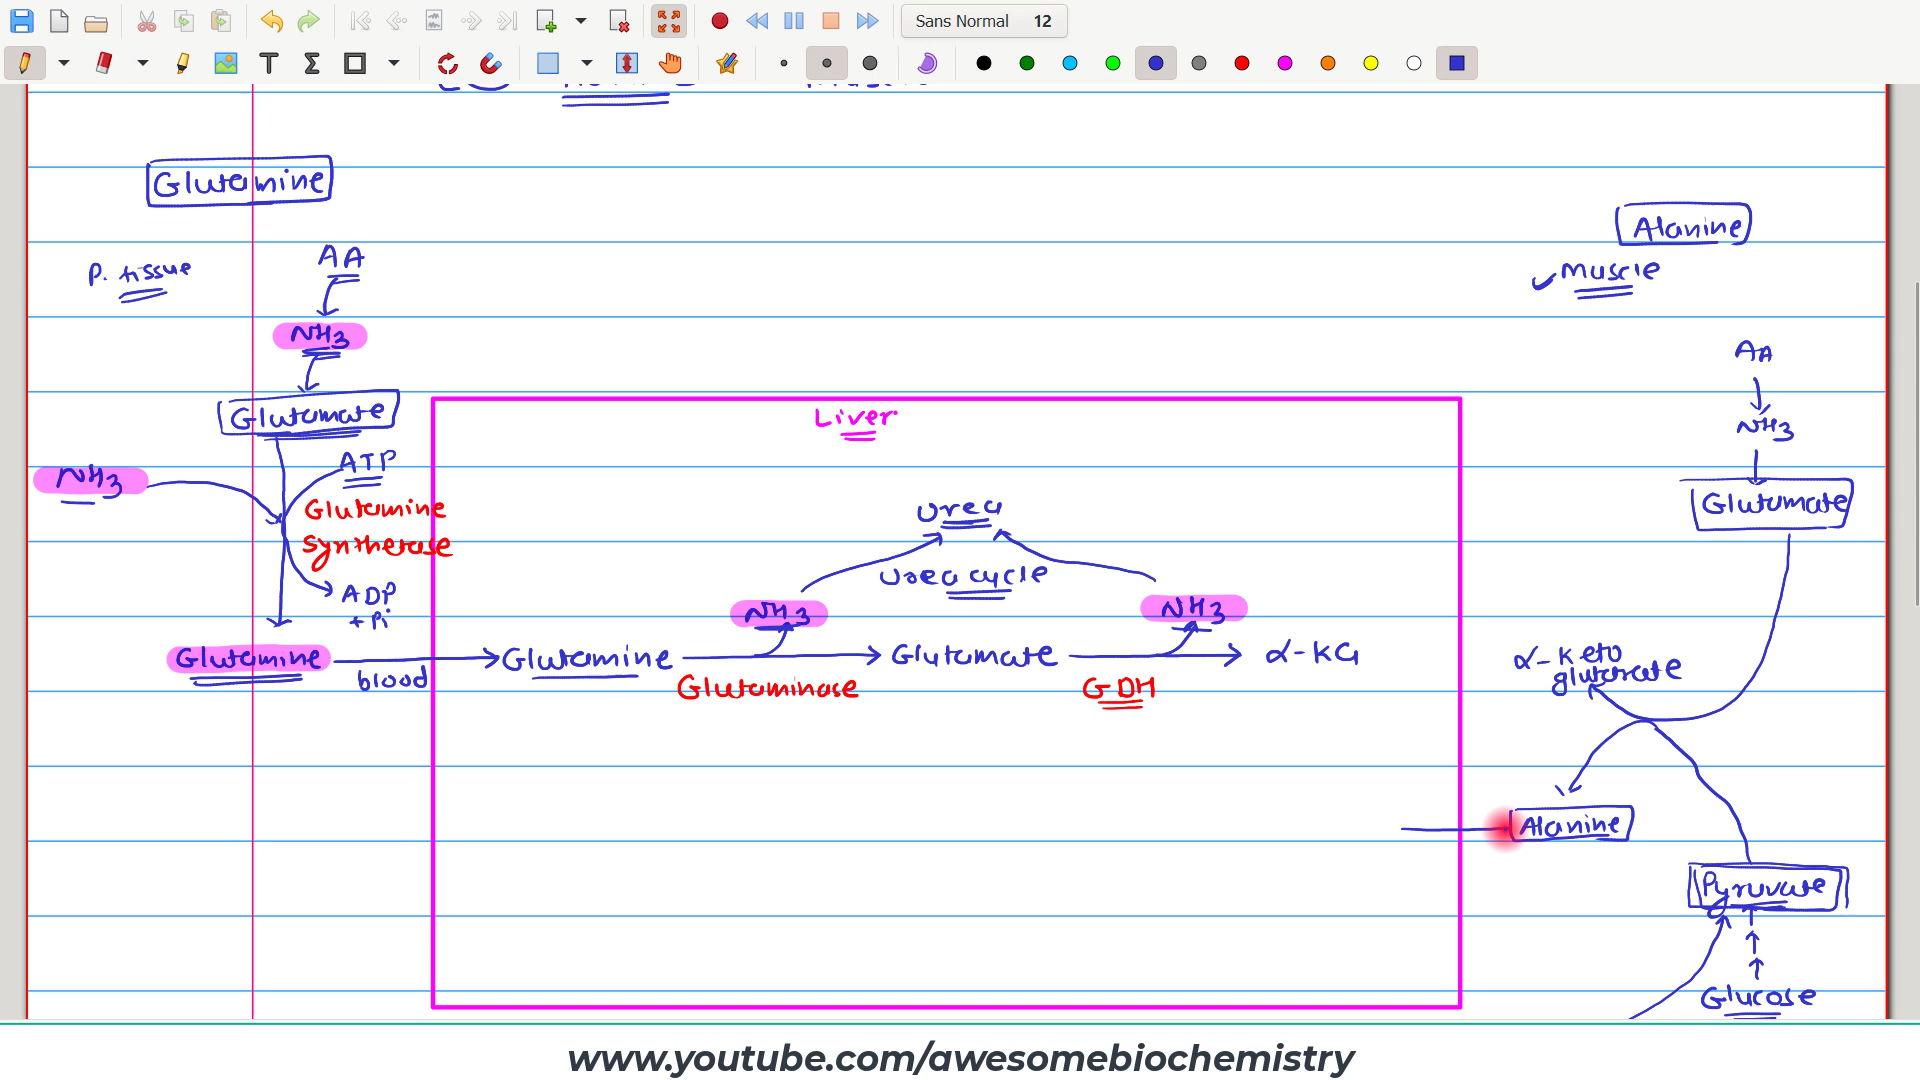 Sans Normal 12
Glutamine
P. tissue
AA
NH3
Glutamate
NH3
ATP
Glutamine
Synthetase
ADP
+ Pi
Glutamine
blood
Liver
Urea
Urea cycle
NH3
NH3
Glutamine
Glutamate
α-KG
Glutaminase
GDH
Alanine
Muscle
AA
NH3
Glutamate
α-Keto
glutarate
Alanine
Pyruvate
Glucose
www.youtube.com/awesomebiochemistry